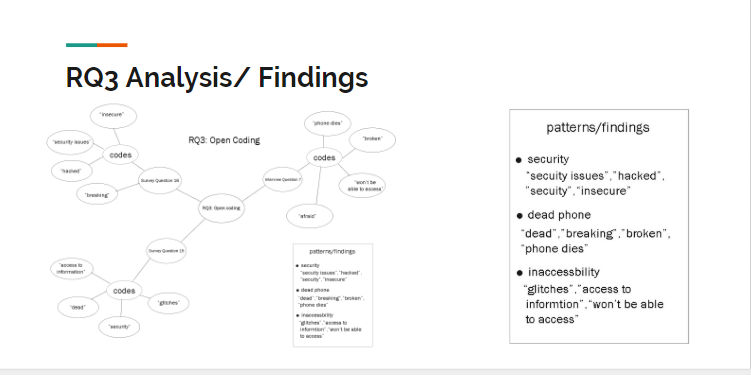 RQ3 Analysis/ Findings
RQ3: Open Coding
"insecure"
"security issues"
codes
"hacked"
"breaking"
Survey Question 16
RQ3: Open coding
Interview Question 7
"phone dies"
"broken"
codes
"won't be
able to access"
"afraid"
"access to
information"
codes
"dead"
"security"
"glitches"
patterns/findings
● security
"secuity issues","hacked",
"secuity","insecure"
● dead phone
"dead","breaking","broken",
"phone dies"
● inaccessbility
"glitches","access to
informtion","won't be able
to access"
patterns/findings
● security
"secuity issues","hacked",
"secuity","insecure"
● dead phone
"dead","breaking","broken",
"phone dies"
● inaccessbility
"glitches","access to
informtion","won't be able
to access"